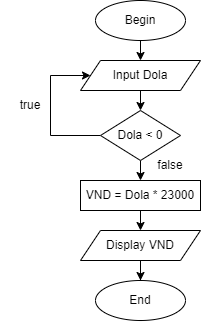 Begin
Input Dola
true
Dola < 0
false
VND = Dola * 23000
Display VND
End